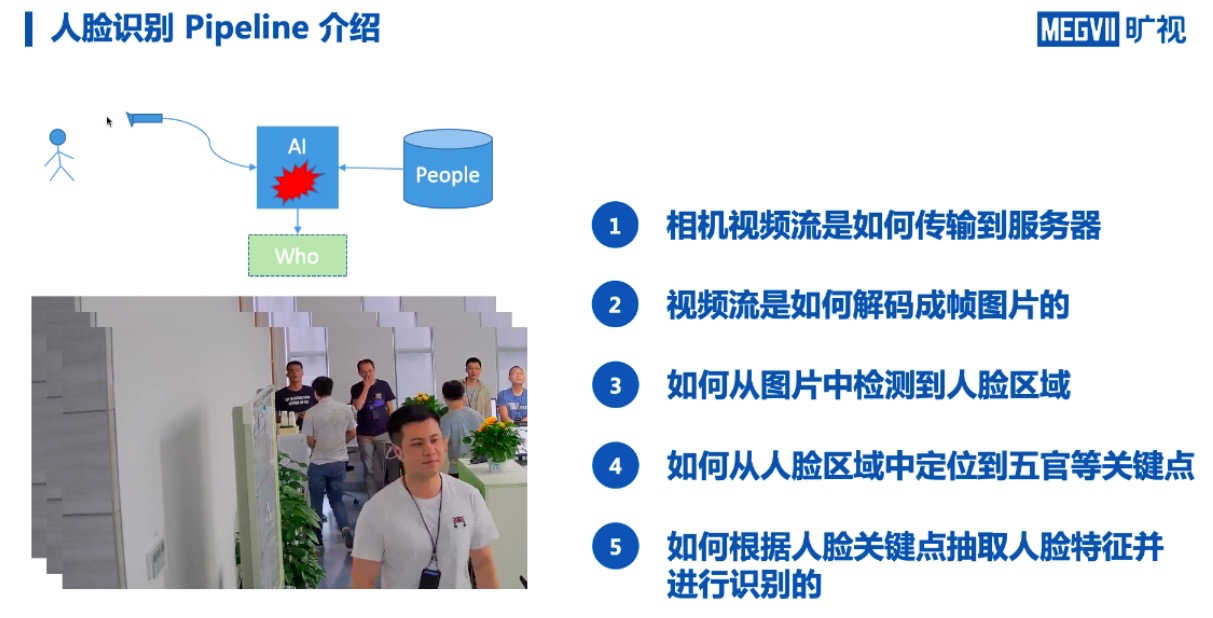 人脸识别 Pipeline 介绍
MEGVII 旷视
AI
People
Who
1 相机视频流是如何传输到服务器
2 视频流是如何解码成帧图片的
3 如何从图片中检测到人脸区域
4 如何从人脸区域中定位到五官等关键点
5 如何根据人脸关键点抽取人脸特征并
进行识别的